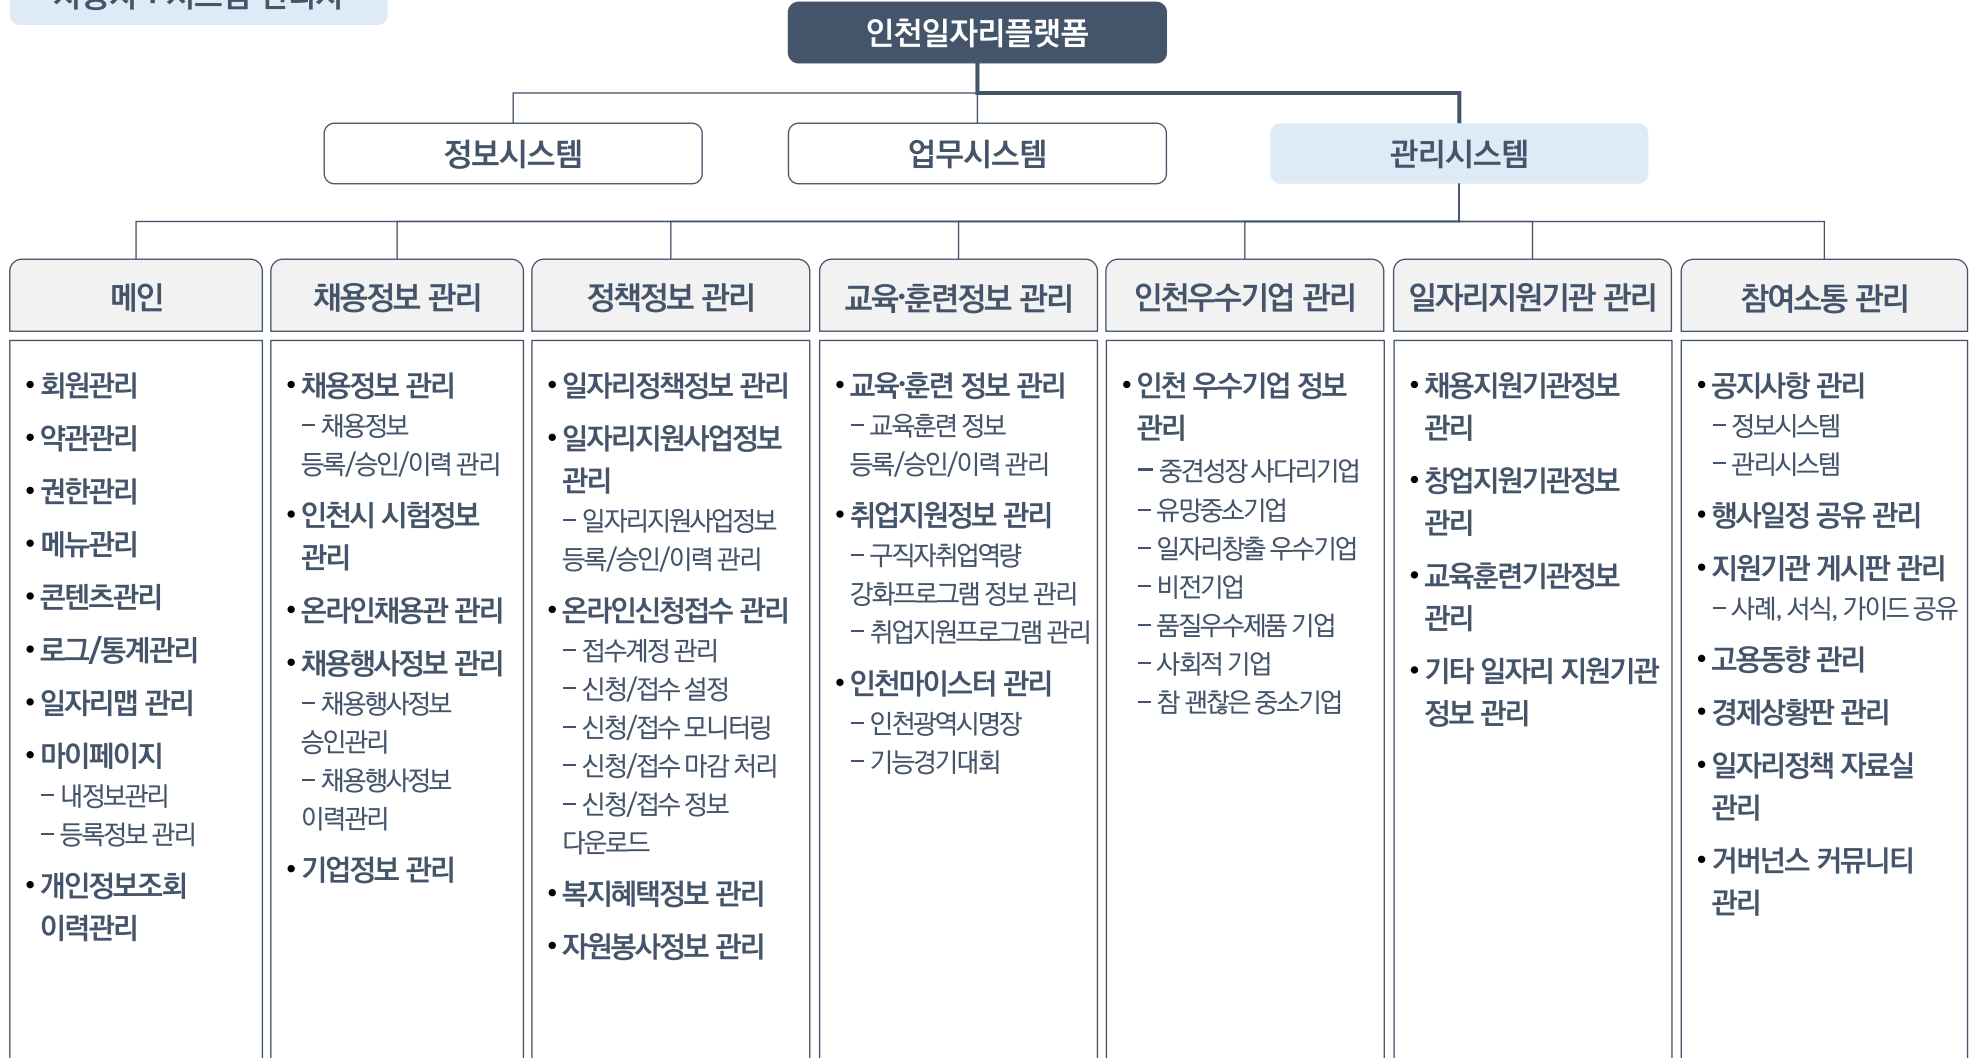 사용자 : 시스템 관리자
인천일자리플랫폼
정보시스템
업무시스템
관리시스템
메인
• 회원관리
• 약관관리
• 권한관리
• 메뉴관리
• 콘텐츠관리
• 로그/통계관리
• 일자리맵 관리
• 마이페이지
– 내정보관리
– 등록정보 관리
• 개인정보조회
이력관리
채용정보 관리
• 채용정보 관리
– 채용정보
등록/승인/이력 관리
• 인천시 시험정보
관리
• 온라인채용관 관리
• 채용행사정보 관리
– 채용행사정보
승인관리
– 채용행사정보
이력관리
• 기업정보 관리
정책정보 관리
• 일자리정책정보 관리
• 일자리지원사업정보
관리
– 일자리지원사업정보
등록/승인/이력 관리
• 온라인신청접수 관리
– 접수계정 관리
– 신청/접수 설정
– 신청/접수 모니터링
– 신청/접수 마감 처리
– 신청/접수 정보
다운로드
• 복지혜택정보 관리
• 자원봉사정보 관리
교육·훈련정보 관리
• 교육·훈련 정보 관리
– 교육훈련 정보
등록/승인/이력 관리
• 취업지원정보 관리
– 구직자취업역량
강화프로그램 정보 관리
– 취업지원프로그램 관리
• 인천마이스터 관리
– 인천광역시명장
– 기능경기대회
인천우수기업 관리
• 인천 우수기업 정보
관리
– 중견성장 사다리기업
– 유망중소기업
– 일자리창출 우수기업
– 비전기업
– 품질우수제품 기업
– 사회적 기업
– 참 괜찮은 중소기업
일자리지원기관 관리
• 채용지원기관정보
관리
• 창업지원기관정보
관리
• 교육훈련기관정보
관리
• 기타 일자리 지원기관
정보 관리
참여소통 관리
• 공지사항 관리
– 정보시스템
– 관리시스템
• 행사일정 공유 관리
• 지원기관 게시판 관리
– 사례, 서식, 가이드 공유
• 고용동향 관리
• 경제상황판 관리
• 일자리정책 자료실
관리
• 거버넌스 커뮤니티
관리